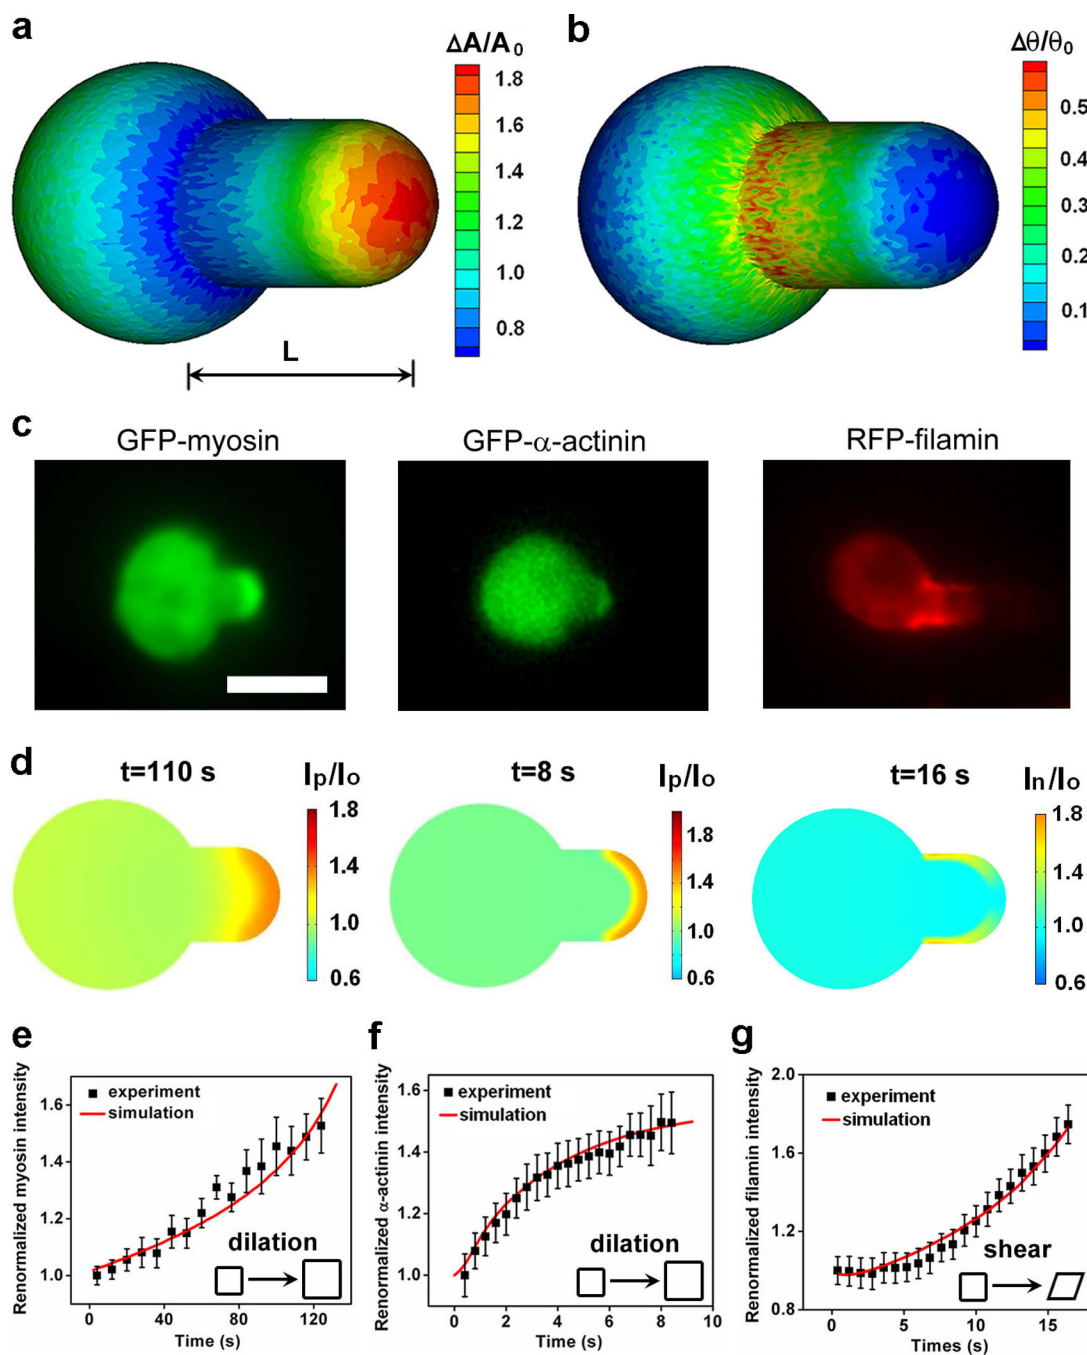 a
ΔA/A₀
1.8
1.6
1.4
1.2
1.0
0.8
L
b
Δθ/θ₀
0.5
0.4
0.3
0.2
0.1
c
GFP-myosin
GFP-α-actinin
RFP-filamin
d
t=110 s
Ip/Io
1.8
1.4
1.0
0.6
t=8 s
Ip/Io
1.8
1.4
1.0
0.6
t=16 s
In/Io
1.8
1.4
1.0
0.6
e
Renormalized myosin intensity
1.6
1.4
1.2
1.0
experiment
simulation
dilation
0 40 80 120
Time (s)
f
Renormalized α-actinin intensity
1.6
1.4
1.2
1.0
experiment
simulation
dilation
0 2 4 6 8 10
Time (s)
g
Renormalized filamin intensity
2.0
1.6
1.2
0.8
experiment
simulation
shear
0 5 10 15
Times (s)